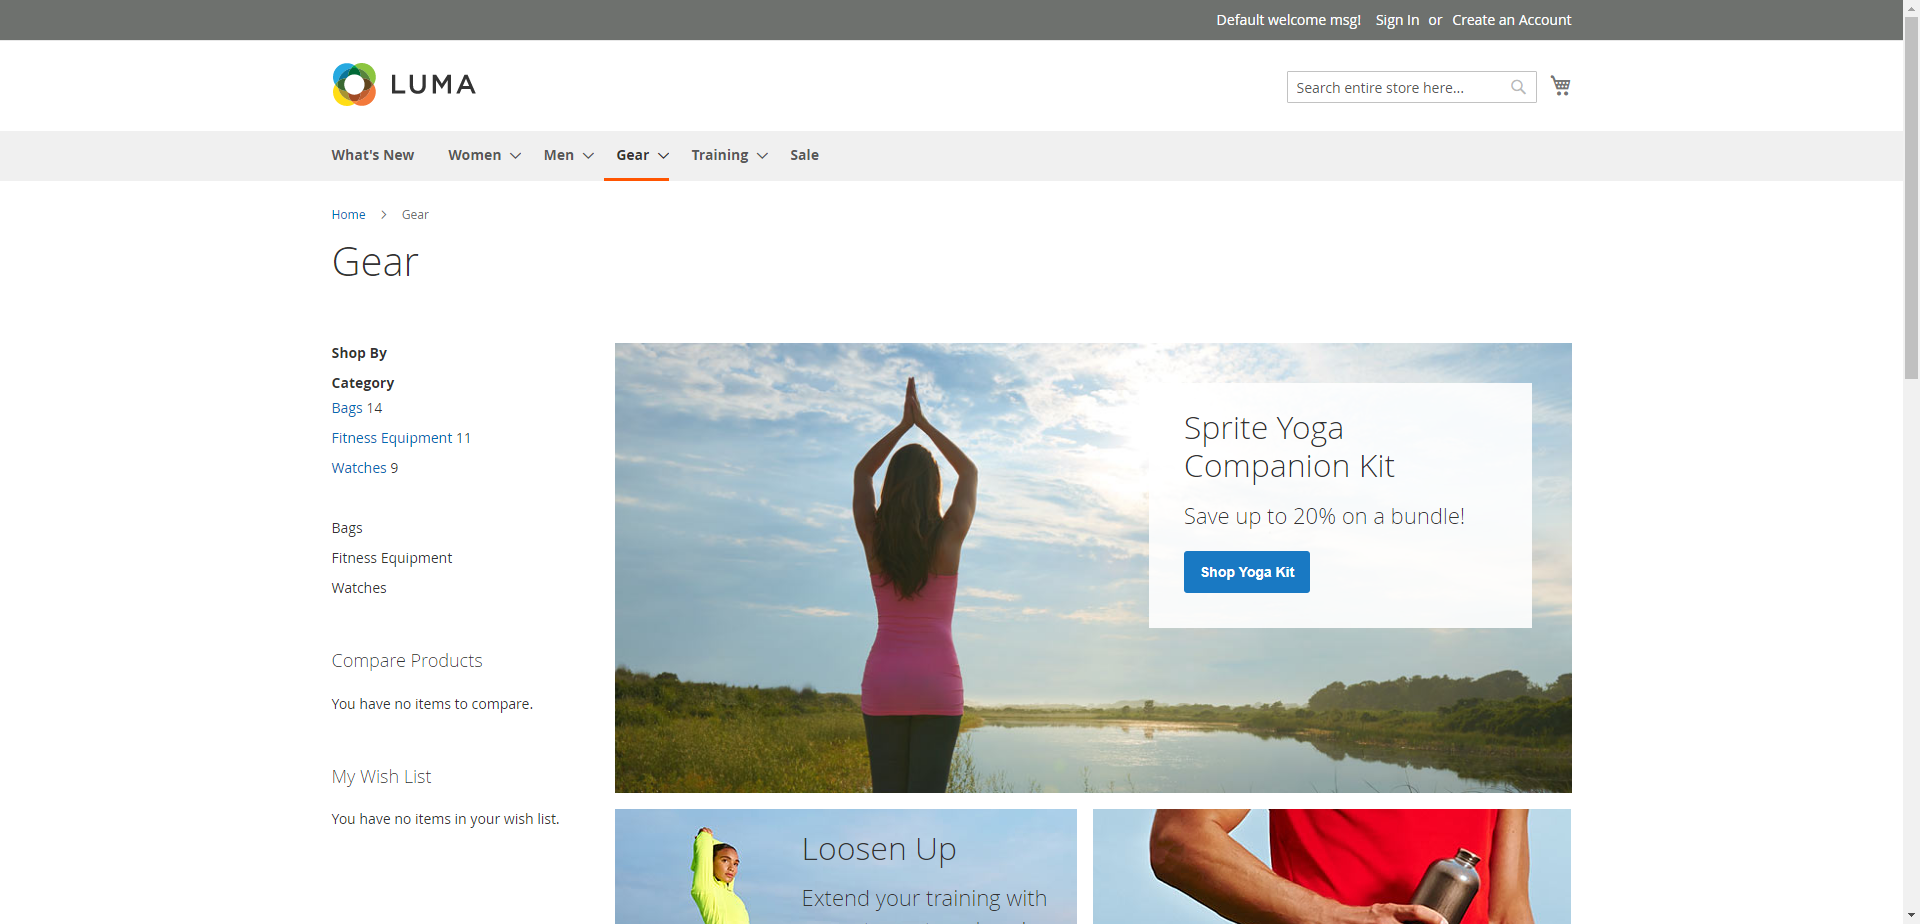 Default welcome msg! Sign In or Create an Account
LUMA
Search entire store here...
What's New Women Men Gear Training Sale
Home Gear
Gear
Shop By
Category
Bags 14
Fitness Equipment 11
Watches 9
Bags
Fitness Equipment
Watches
Compare Products
You have no items to compare.
My Wish List
You have no items in your wish list.
Sprite Yoga
Companion Kit
Save up to 20% on a bundle!
Shop Yoga Kit
Loosen Up
Extend your training with